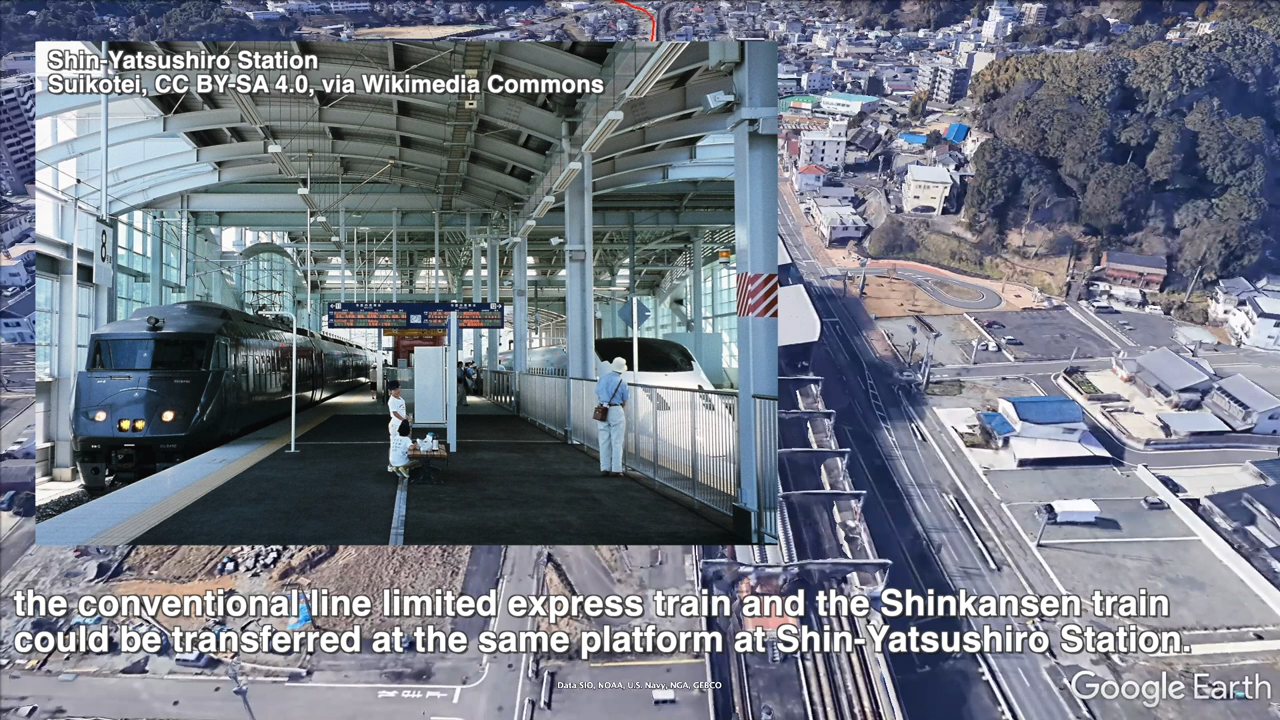 Shin-Yatsushiro Station
Suikotei, CC BY-SA 4.0, via Wikimedia Commons
8
the conventional line limited express train and the Shinkansen train
could be transferred at the same platform at Shin-Yatsushiro Station.
Data SIO, NOAA, U.S. Navy, NGA, GEBCO
Google Earth